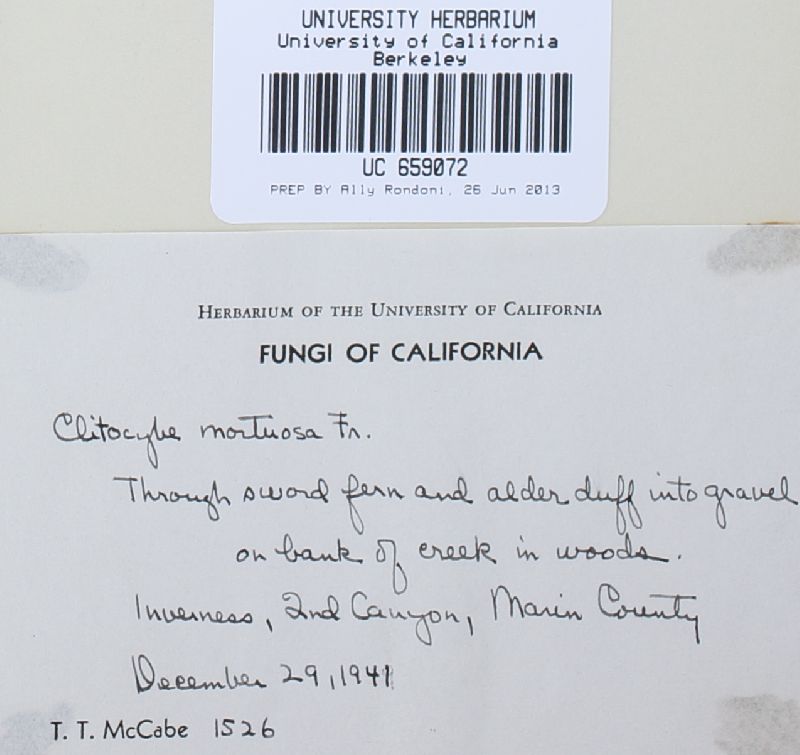 UNIVERSITY HERBARIUM
University of California
Berkeley
UC 659072
PREP BY Ally Rondoni, 26 Jun 2013
HERBARIUM OF THE UNIVERSITY OF CALIFORNIA
FUNGI OF CALIFORNIA
Clitocybe mortuosa Fr.
Through sword fern and alder duff into gravel
on bank of creek in woods.
Inverness, 2nd Canyon, Marin County
December 29, 1941
T. T. McCabe 1526